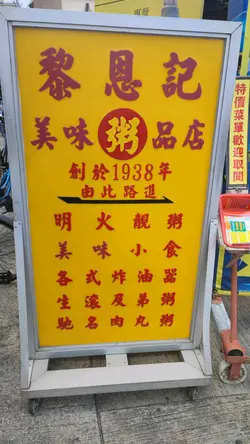 黎恩記
美味粥品店
創於1938年
由此路進
明火靚粥
美味小食
各式炸油器
生滾及弟粥
馳名肉丸粥
特價菜單歡迎取閱